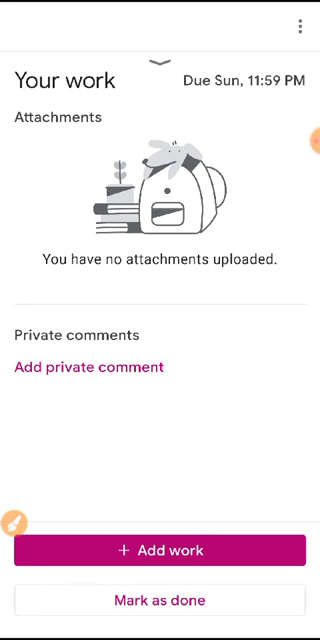 Your work
Due Sun, 11:59 PM
Attachments
You have no attachments uploaded.
Private comments
Add private comment
+ Add work
Mark as done